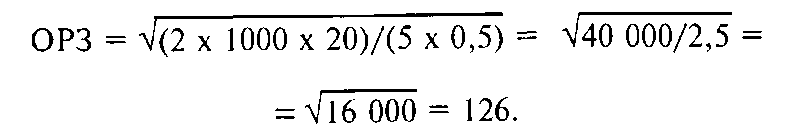 ОРЗ = √(2 x 1000 x 20)/(5 x 0,5) = √40 000/2,5 =
= √16 000 = 126.